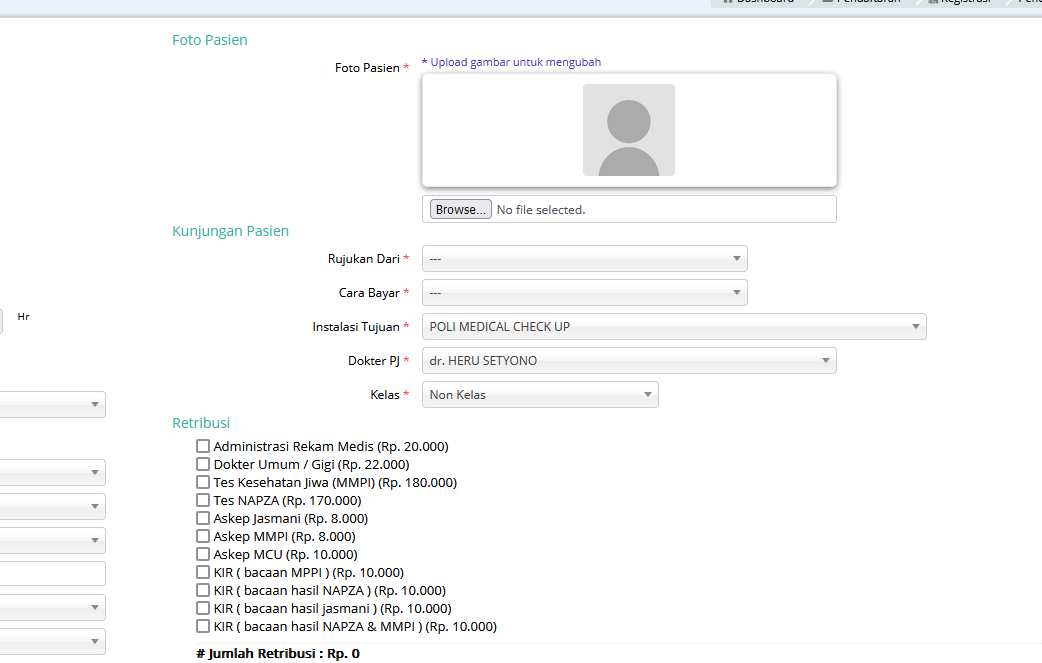 Dashboard Pendaftaran Registrasi
Foto Pasien
Foto Pasien *
* Upload gambar untuk mengubah
Browse... No file selected.
Kunjungan Pasien
Rujukan Dari * ---
Cara Bayar * ---
Hr
Instalasi Tujuan * POLI MEDICAL CHECK UP
Dokter PJ * dr. HERU SETYONO
Kelas * Non Kelas
Retribusi
Administrasi Rekam Medis (Rp. 20.000)
Dokter Umum / Gigi (Rp. 22.000)
Tes Kesehatan Jiwa (MMPI) (Rp. 180.000)
Tes NAPZA (Rp. 170.000)
Askep Jasmani (Rp. 8.000)
Askep MMPI (Rp. 8.000)
Askep MCU (Rp. 10.000)
KIR ( bacaan MPPI ) (Rp. 10.000)
KIR ( bacaan hasil NAPZA ) (Rp. 10.000)
KIR ( bacaan hasil jasmani ) (Rp. 10.000)
KIR ( bacaan hasil NAPZA & MMPI ) (Rp. 10.000)
# Jumlah Retribusi : Rp. 0